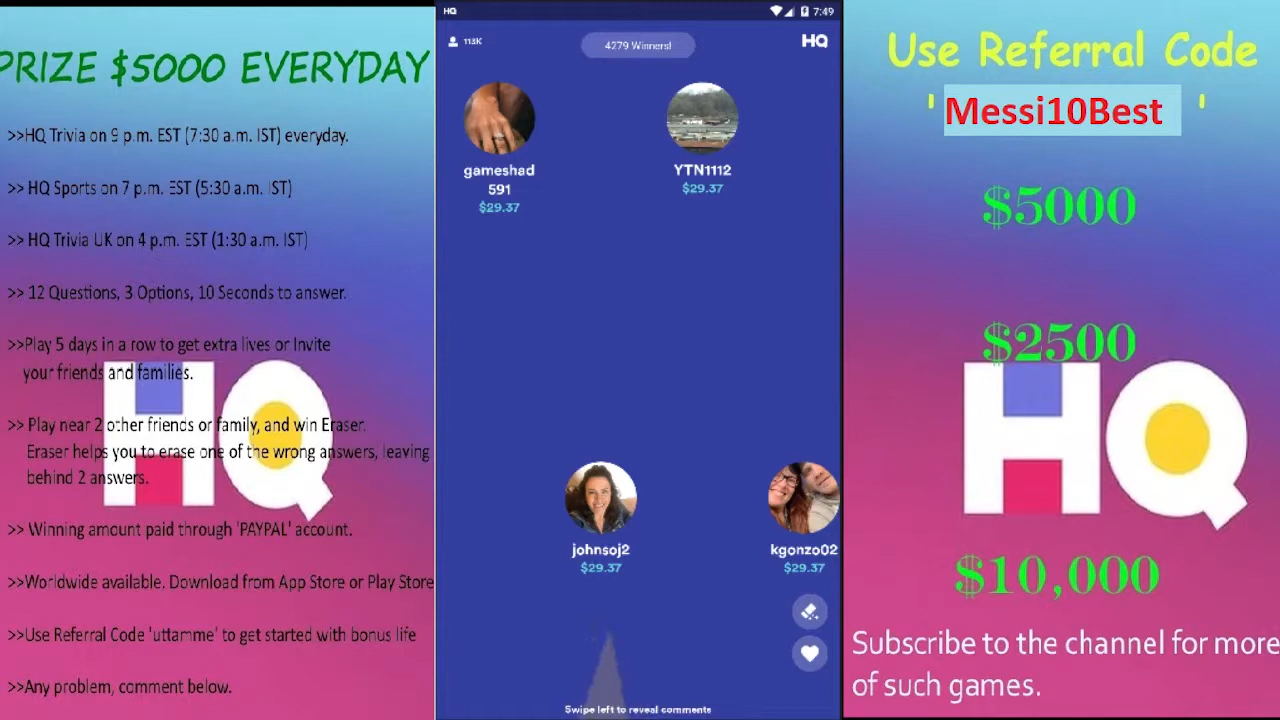 PRIZE $5000 EVERYDAY
>>HQ Trivia on 9 p.m. EST (7:30 a.m. IST) everyday.
>> HQ Sports on 7 p.m. EST (5:30 a.m. IST)
>> HQ Trivia UK on 4 p.m. EST (1:30 a.m. IST)
>> 12 Questions, 3 Options, 10 Seconds to answer.
>>Play 5 days in a row to get extra lives or Invite
your friends and families.
>> Play near 2 other friends or family, and win Eraser.
Eraser helps you to erase one of the wrong answers, leaving
behind 2 answers.
>> Winning amount paid through 'PAYPAL' account.
>>Worldwide available. Download from App Store or Play Store
>>Use Referral Code 'uttamme' to get started with bonus life
>>Any problem, comment below.
HQ
HQ
7:49
113K
4279 Winners!
HQ
gameshad
591
$29.37
YTN1112
$29.37
johnsoj2
$29.37
kgonzo02
$29.37
Swipe left to reveal comments
Use Referral Code
' Messi10Best '
$5000
$2500
HQ
$10,000
Subscribe to the channel for more
of such games.